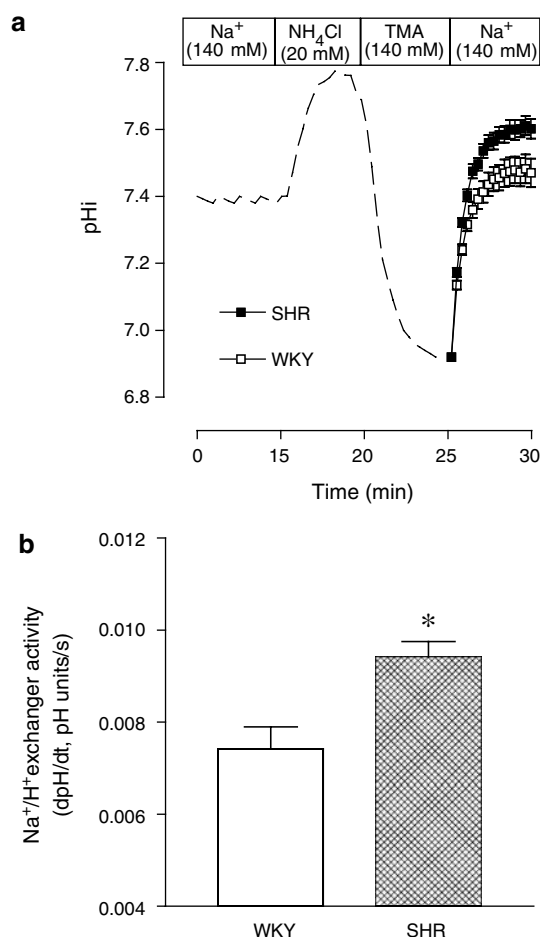 a
Na⁺ (140 mM)
NH₄Cl (20 mM)
TMA (140 mM)
Na⁺ (140 mM)
7.8
7.6
7.4
7.2
7.0
6.8
pHi
SHR
WKY
0 15 20 25 30
Time (min)
b
0.012
0.010
0.008
0.006
0.004
Na⁺/H⁺exchanger activity
(dpH/dt, pH units/s)
*
WKY SHR